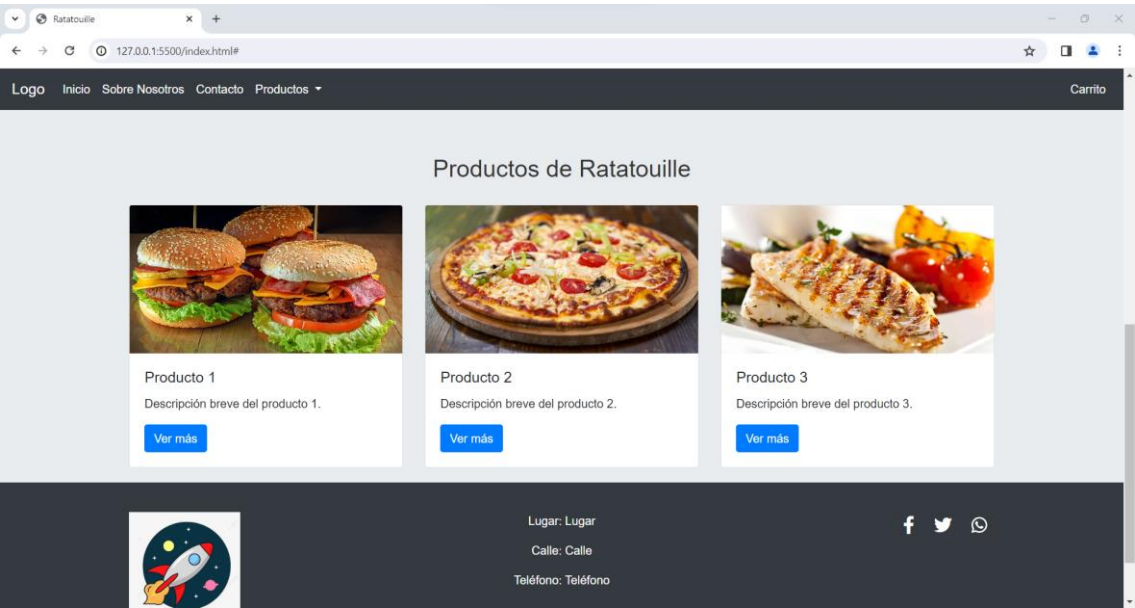 Ratatouille
127.0.0.1:5500/index.html#
Logo Inicio Sobre Nosotros Contacto Productos Carrito
Productos de Ratatouille
Producto 1 Producto 2 Producto 3
Descripción breve del producto 1. Descripción breve del producto 2. Descripción breve del producto 3.
Ver más Ver más Ver más
Lugar: Lugar
Calle: Calle
Teléfono: Teléfono